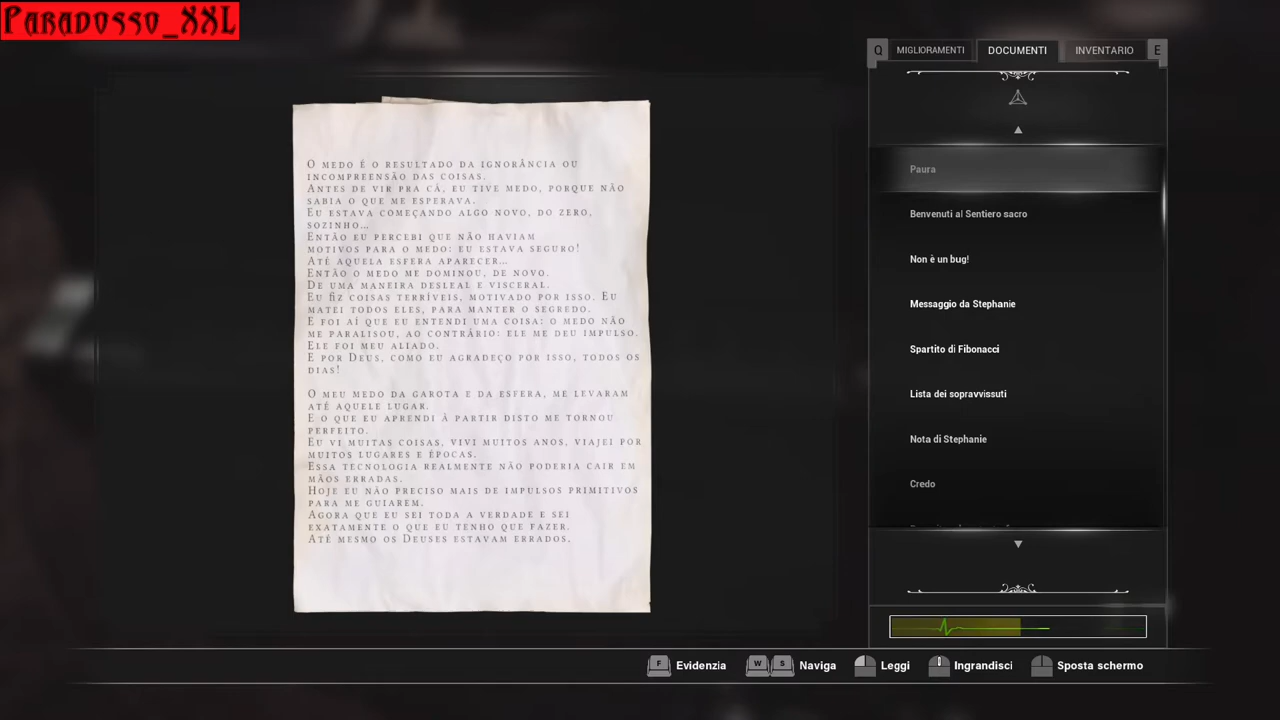 Paradosso_XXL
Q MIGLIORAMENTI DOCUMENTI INVENTARIO E
O MEDO É O RESULTADO DA IGNORÂNCIA OU
INCOMPREENSÃO DAS COISAS.
ANTES DE VIR PRA CÁ, EU TIVE MEDO, PORQUE NÃO
SABIA O QUE ME ESPERAVA.
EU ESTAVA COMEÇANDO ALGO NOVO, DO ZERO,
SOZINHO...
ENTÃO EU PERCEBI QUE NÃO HAVIAM
MOTIVOS PARA O MEDO: EU ESTAVA SEGURO!
ATÉ AQUELA ESFERA APARECER...
ENTÃO O MEDO ME DOMINOU, DE NOVO.
DE UMA MANEIRA DESLEAL E VISCERAL.
EU FIZ COISAS TERRÍVEIS, MOTIVADO POR ISSO. EU
MATEI TODOS ELES, PARA MANTER O SEGREDO.
E FOI AÍ QUE EU ENTENDI UMA COISA: O MEDO NÃO
ME PARALISOU, AO CONTRÁRIO: ELE ME DEU IMPULSO.
ELE FOI MEU ALIADO.
E POR DEUS, COMO EU AGRADEÇO POR ISSO, TODOS OS
DIAS!
O MEU MEDO DA GAROTA E DA ESFERA, ME LEVARAM
ATÉ AQUELE LUGAR.
E O QUE EU APRENDI À PARTIR DISTO ME TORNOU
PERFEITO.
EU VI MUITAS COISAS, VIVI MUITOS ANOS, VIAJEI POR
MUITOS LUGARES E ÉPOCAS.
ESSA TECNOLOGIA REALMENTE NÃO PODERIA CAIR EM
MÃOS ERRADAS.
HOJE EU NÃO PRECISO MAIS DE IMPULSOS PRIMITIVOS
PARA ME GUIAREM.
AGORA QUE EU SEI TODA A VERDADE E SEI
EXATAMENTE O QUE EU TENHO QUE FAZER.
ATÉ MESMO OS DEUSES ESTAVAM ERRADOS.
Paura
Benvenuti al Sentiero sacro
Non è un bug!
Messaggio da Stephanie
Spartito di Fibonacci
Lista dei sopravvissuti
Nota di Stephanie
Credo
F Evidenzia W S Naviga Leggi Ingrandisci Sposta schermo